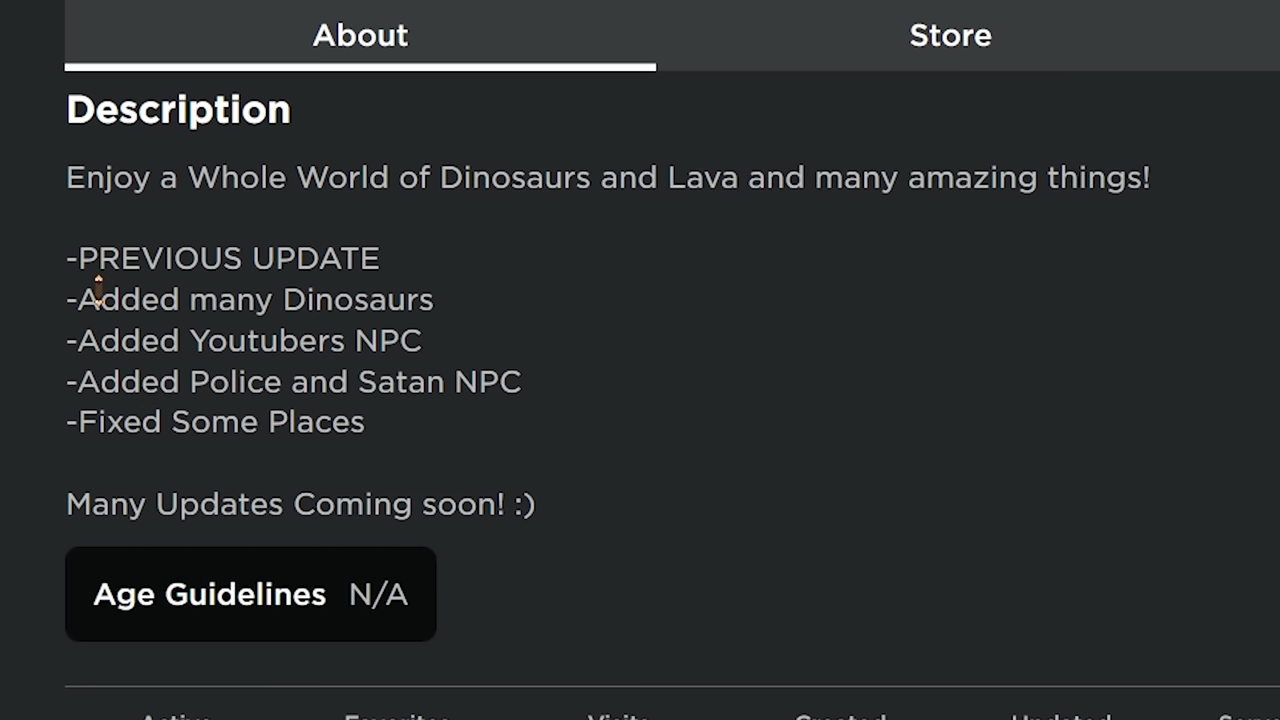 About
Store
Description
Enjoy a Whole World of Dinosaurs and Lava and many amazing things!
-PREVIOUS UPDATE
-Added many Dinosaurs
-Added Youtubers NPC
-Added Police and Satan NPC
-Fixed Some Places
Many Updates Coming soon! :)
Age Guidelines N/A